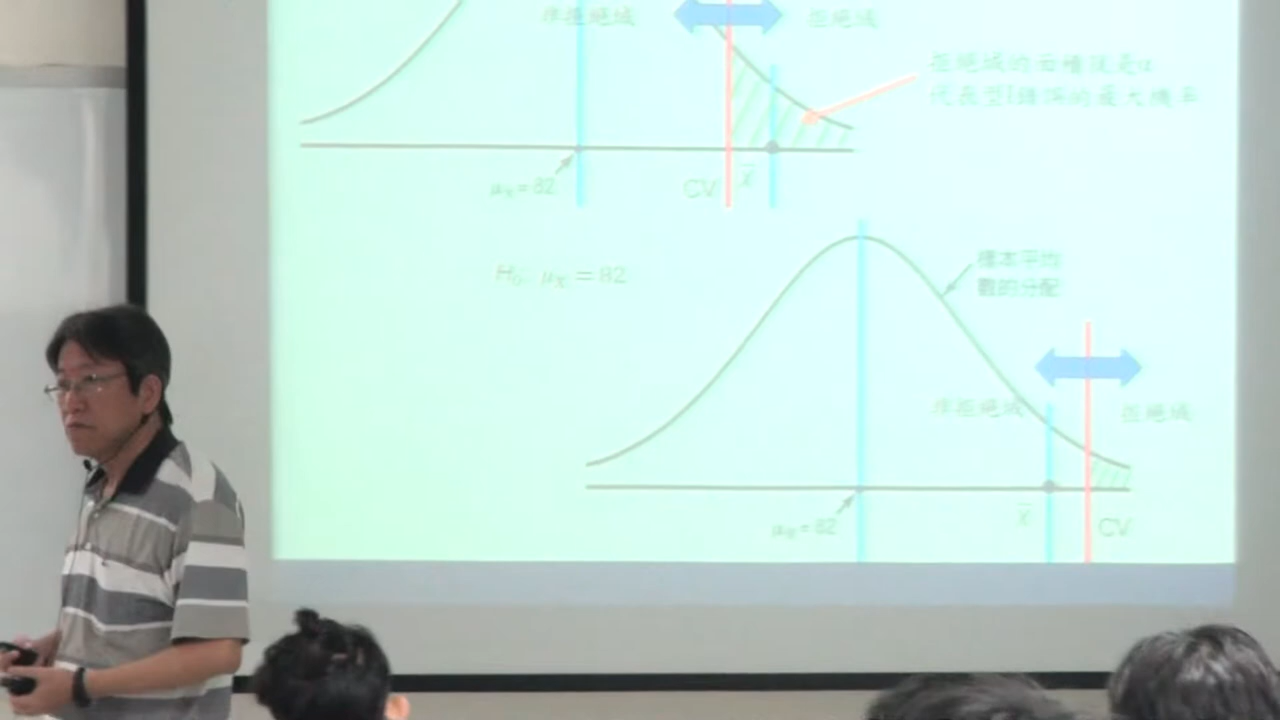 非拒絕域
拒絕域
拒絕域的面積後是α
代表型I錯誤的最大機率
μx̅ = 82
CV
x̅
H₀: μx̅ = 82
樣本平均
數的分配
非拒絕域
拒絕域
μx̅ = 82
x̅
CV